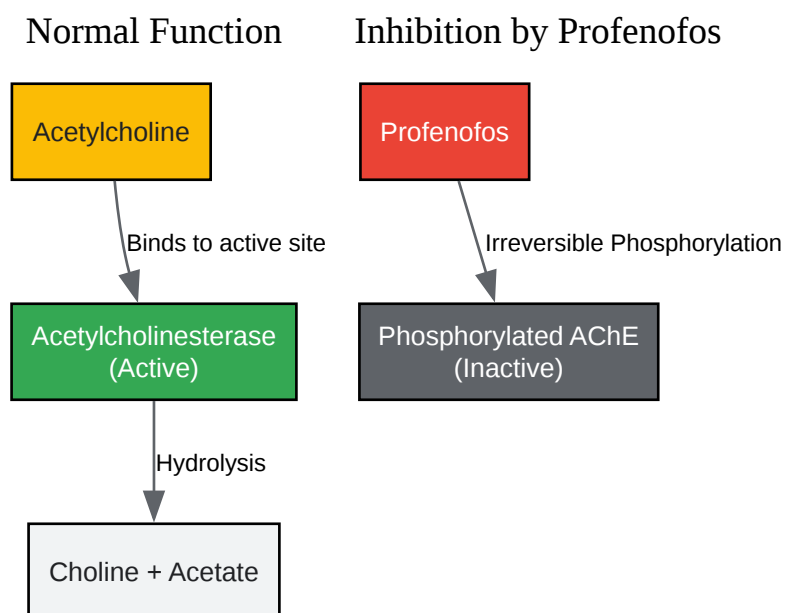 Normal Function
Acetylcholine
Binds to active site
Acetylcholinesterase
(Active)
Hydrolysis
Choline + Acetate
Inhibition by Profenofos
Profenofos
Irreversible Phosphorylation
Phosphorylated AChE
(Inactive)